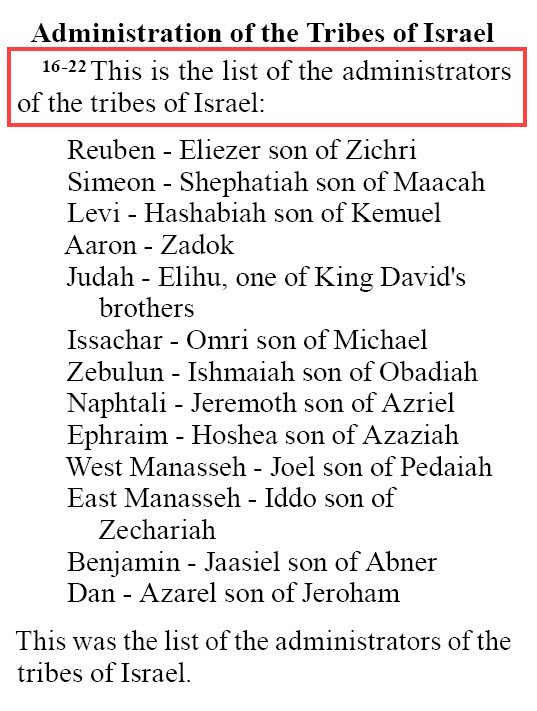 Administration of the Tribes of Israel
16-22 This is the list of the administrators
of the tribes of Israel:
Reuben - Eliezer son of Zichri
Simeon - Shephatiah son of Maacah
Levi - Hashabiah son of Kemuel
Aaron - Zadok
Judah - Elihu, one of King David's
brothers
Issachar - Omri son of Michael
Zebulun - Ishmaiah son of Obadiah
Naphtali - Jeremoth son of Azriel
Ephraim - Hoshea son of Azaziah
West Manasseh - Joel son of Pedaiah
East Manasseh - Iddo son of
Zechariah
Benjamin - Jaasiel son of Abner
Dan - Azarel son of Jeroham
This was the list of the administrators of the
tribes of Israel.